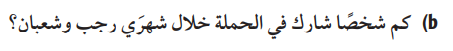 (b كم شخصًا شارك في الحملة خلال شهرَي رجب وشعبان؟